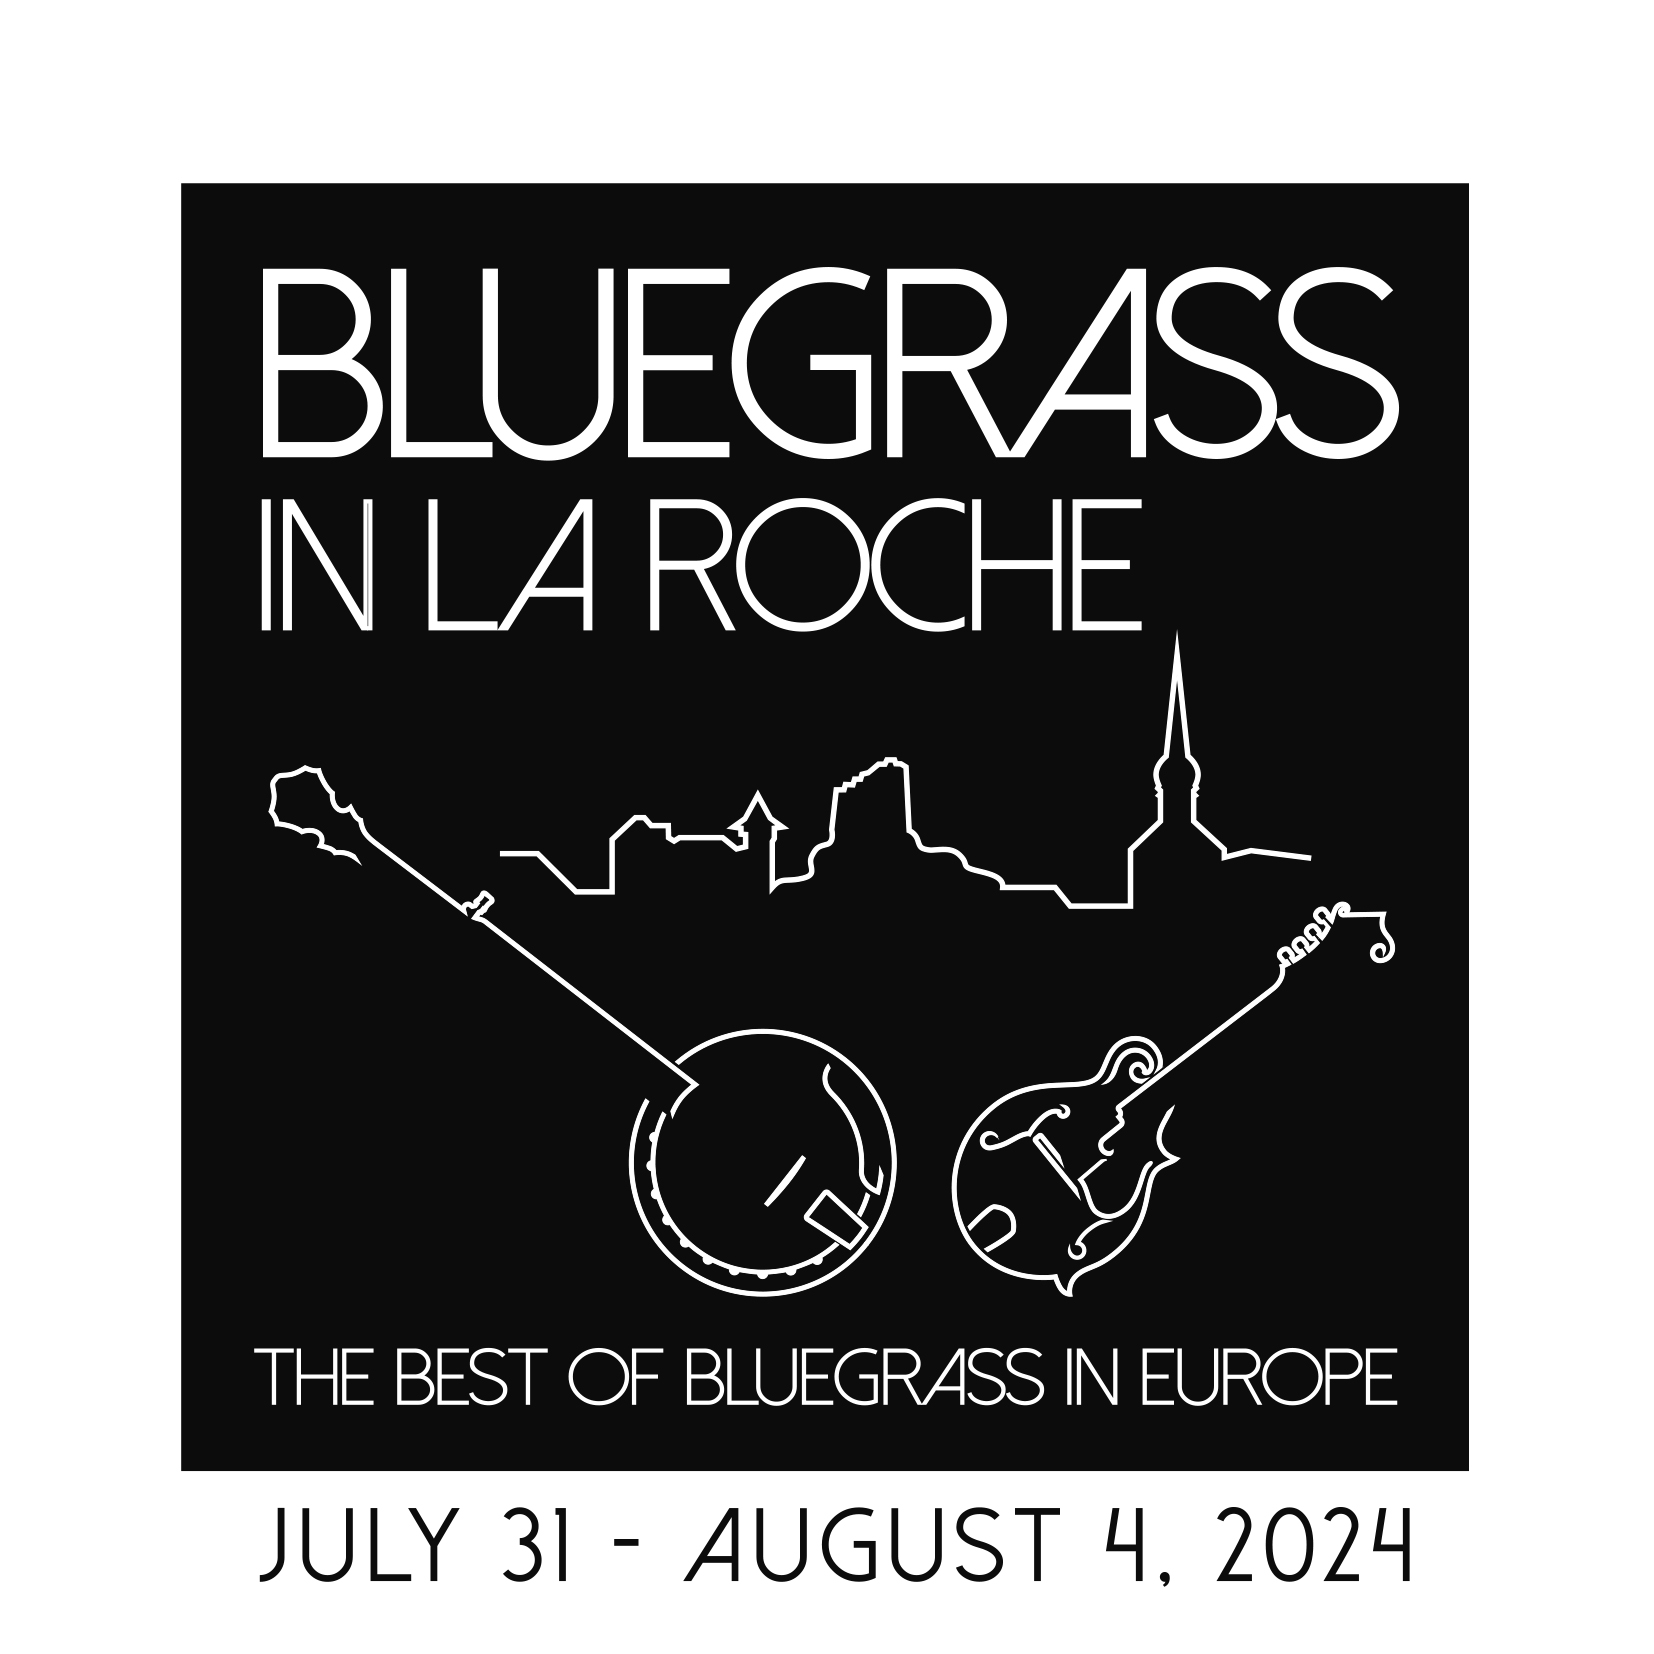 BLUEGRASS
IN LA ROCHE
THE BEST OF BLUEGRASS IN EUROPE
JULY 31 - AUGUST 4, 2024